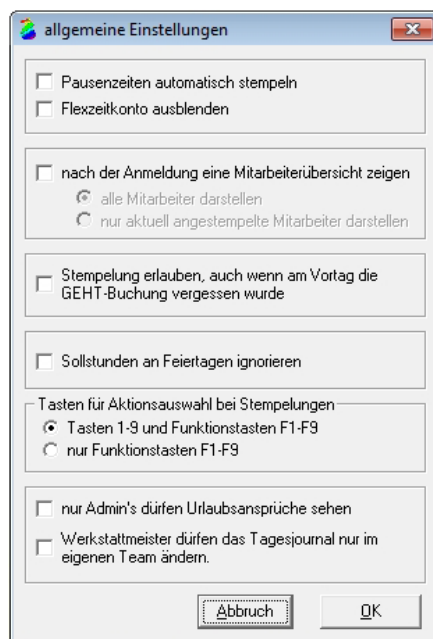 allgemeine Einstellungen
Pausenzeiten automatisch stempeln
Flexzeitkonto ausblenden
nach der Anmeldung eine Mitarbeiterübersicht zeigen
alle Mitarbeiter darstellen
nur aktuell angestempelte Mitarbeiter darstellen
Stempelung erlauben, auch wenn am Vortag die
GEHT-Buchung vergessen wurde
Sollstunden an Feiertagen ignorieren
Tasten für Aktionsauswahl bei Stempelungen
Tasten 1-9 und Funktionstasten F1-F9
nur Funktionstasten F1-F9
nur Admin's dürfen Urlaubsansprüche sehen
Werkstattmeister dürfen das Tagesjournal nur im
eigenen Team ändern.
Abbruch OK